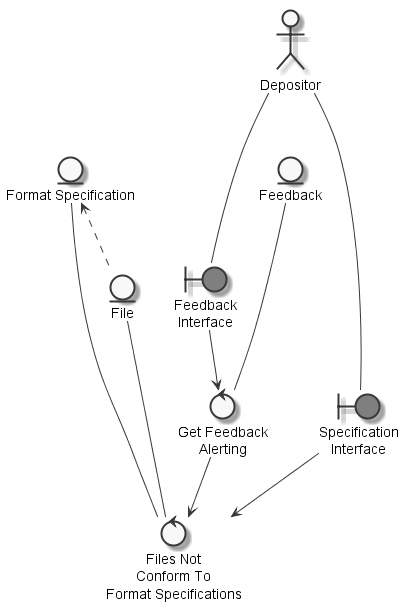 Depositor
Format Specification
Feedback
File
Feedback
Interface
Get Feedback
Alerting
Specification
Interface
Files Not
Conform To
Format Specifications